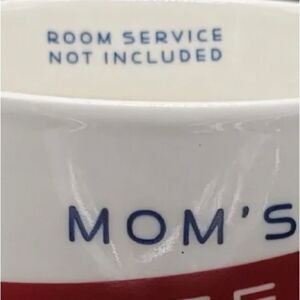 ROOM SERVICE
NOT INCLUDED
MOM'S